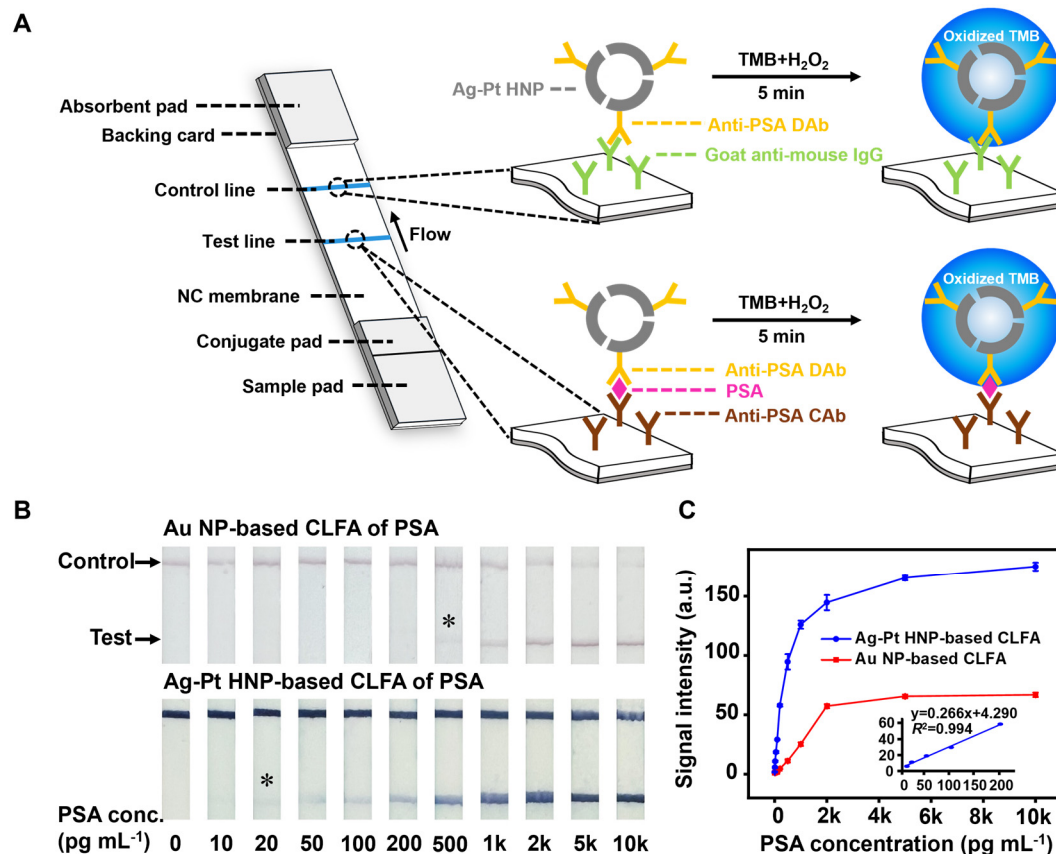 A
Absorbent pad
Backing card
Control line
Test line
NC membrane
Conjugate pad
Sample pad
Flow
Ag-Pt HNP
Anti-PSA DAb
Goat anti-mouse IgG
TMB+H₂O₂
5 min
Oxidized TMB
Anti-PSA DAb
PSA
Anti-PSA CAb
TMB+H₂O₂
5 min
Oxidized TMB
B
Au NP-based CLFA of PSA
Control
Test
*
Ag-Pt HNP-based CLFA of PSA
*
PSA conc.
(pg mL⁻¹)
0 10 20 50 100 200 500 1k 2k 5k 10k
C
Signal intensity (a.u.)
150
100
50
0
Ag-Pt HNP-based CLFA
Au NP-based CLFA
y=0.266x+4.290
R²=0.994
60
40
20
0
0 50 100 150 200
0 2k 4k 6k 8k 10k
PSA concentration (pg mL⁻¹)